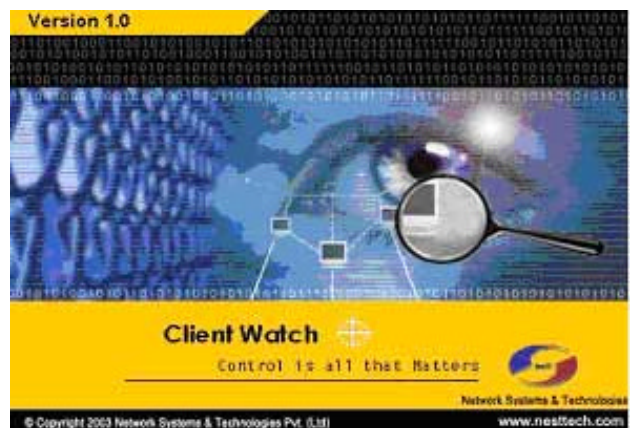 Version 1.0
Client Watch
Control is all that Matters
Network Systems & Technologies
© Copyright 2003 Network Systems & Technologies Pvt. (Ltd)
www.nesttech.com